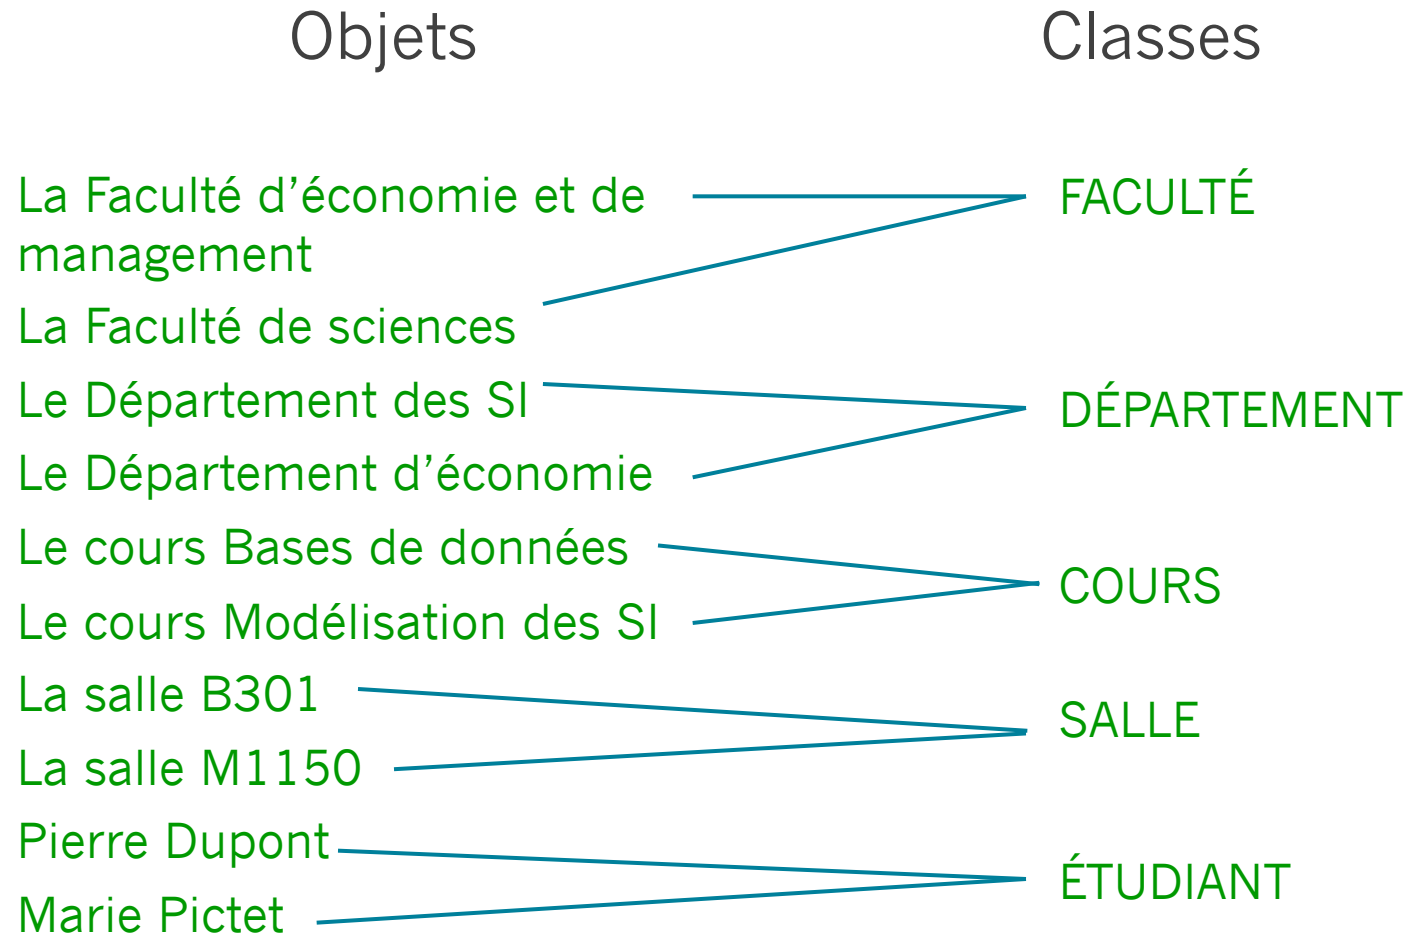 Objets
Classes
La Faculté d’économie et de
management
FACULTÉ
La Faculté de sciences
Le Département des SI
DÉPARTEMENT
Le Département d’économie
Le cours Bases de données
COURS
Le cours Modélisation des SI
La salle B301
SALLE
La salle M1150
Pierre Dupont
ÉTUDIANT
Marie Pictet